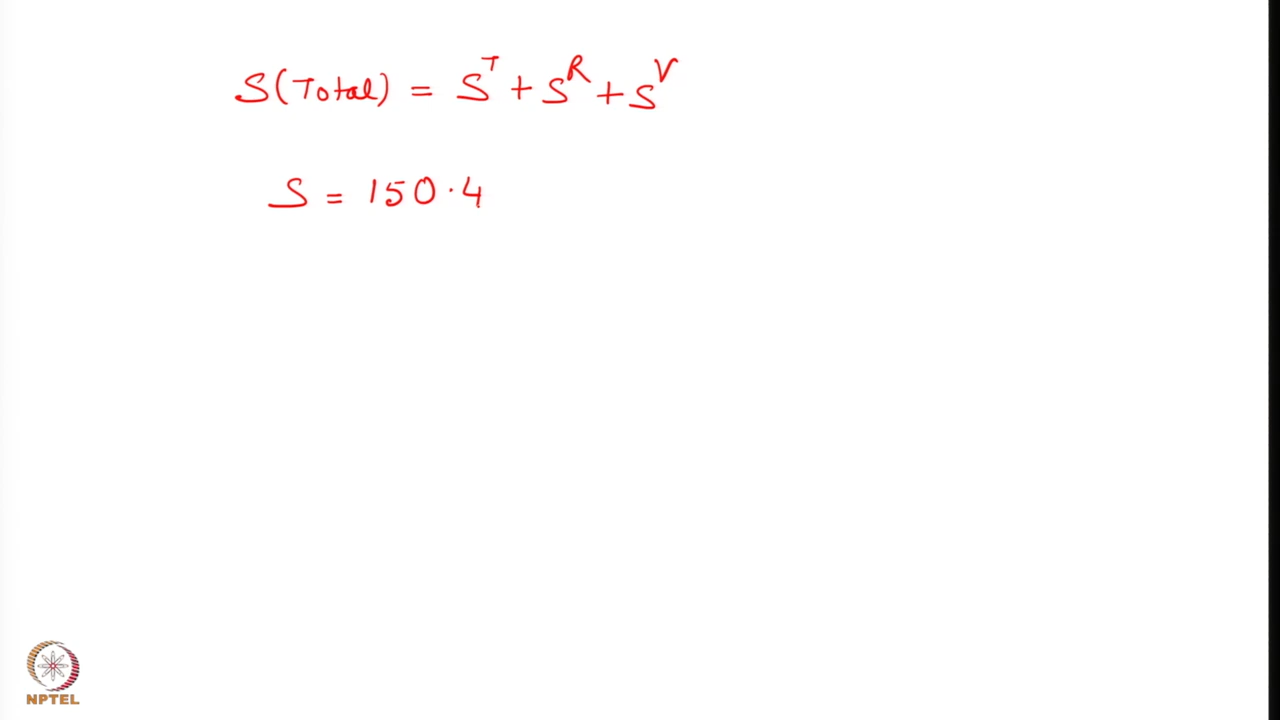 S(Total) = S^T + S^R + S^V
S = 150.4
NPTEL